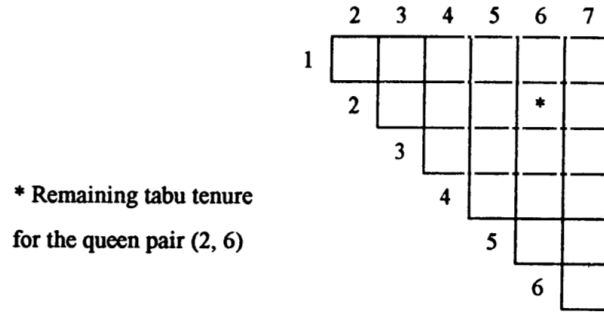 2 3 4 5 6 7
1
2 *
3
* Remaining tabu tenure
4
for the queen pair (2, 6)
5
6